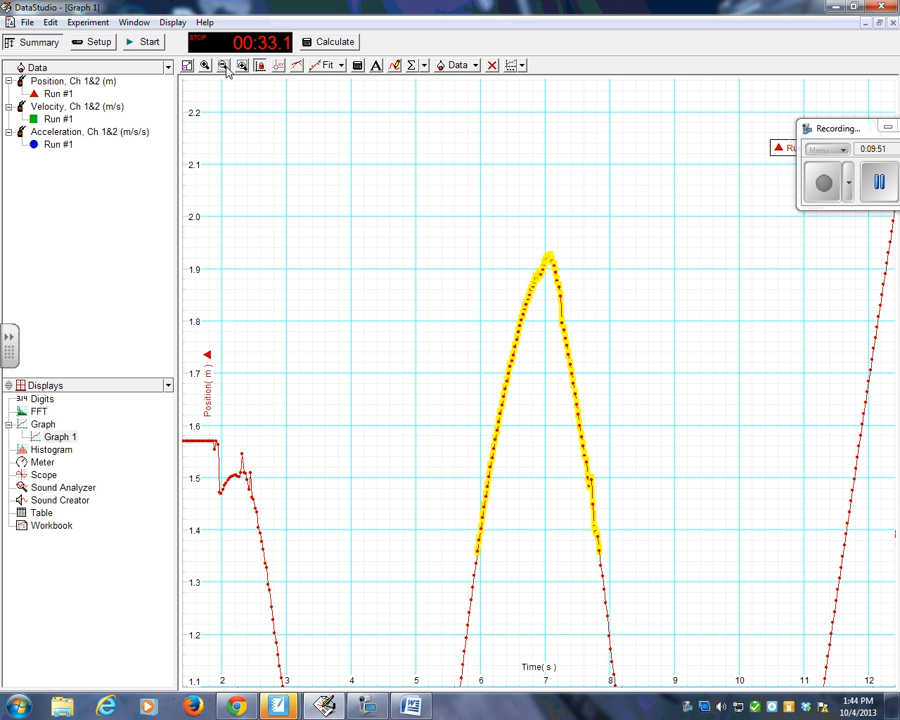 DataStudio - [Graph 1]
File Edit Experiment Window Display Help
Summary Setup Start STOP 00:33.1 Calculate
Data
Position, Ch 1&2 (m)
Run #1
Velocity, Ch 1&2 (m/s)
Run #1
Acceleration, Ch 1&2 (m/s/s)
Run #1
Displays
3.14 Digits
FFT
Graph
Graph 1
Histogram
Meter
Scope
Sound Analyzer
Sound Creator
Table
Workbook
A Fit Σ Data
2.2
2.1
2.0
1.9
1.8
1.7
1.6
1.5
1.4
1.3
1.2
1.1
Position( m )
Time( s )
2 3 4 5 6 7 8 9 10 11 12
Recording...
Menu 0:09:51
1:44 PM
10/4/2013